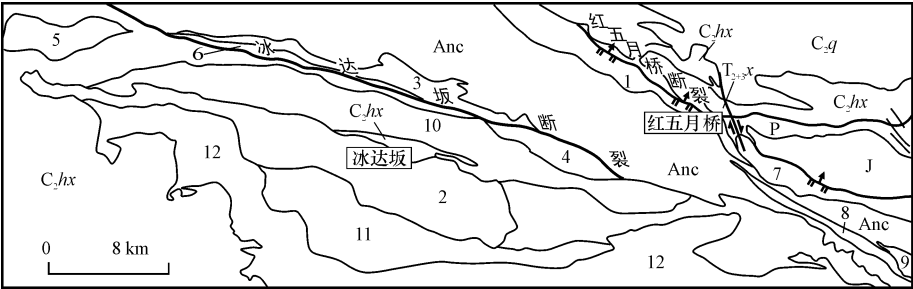 5
6
冰达坂断裂
Anc
3
C₂hx
10
12
冰达坂
C₂hx
2
11
4
0 8 km
红五月桥断裂
1
C₂hx
C₂q
T₂₊₃x
C₂hx
红五月桥
P
J
Anc
7
8
Anc
9
12